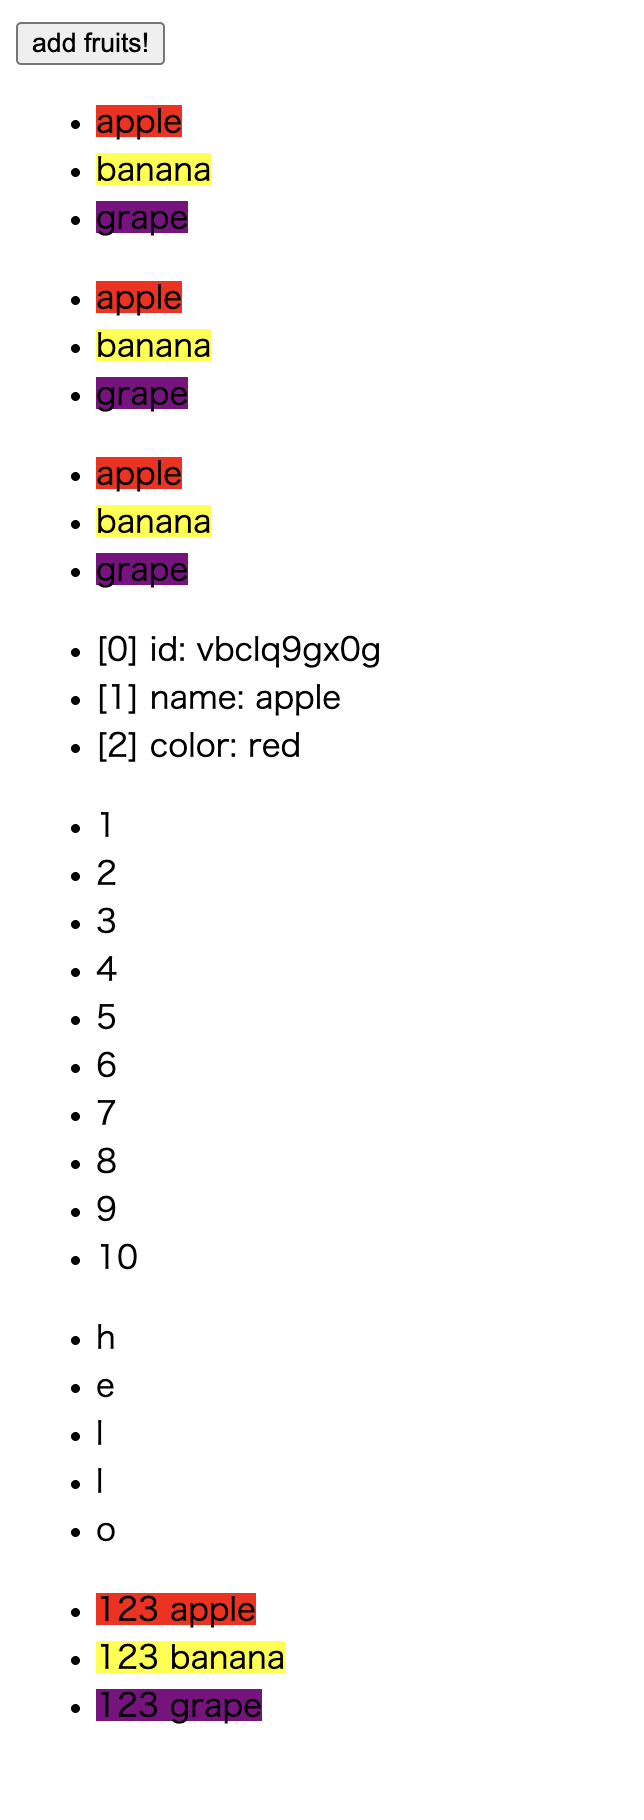 add fruits!
apple
banana
grape
apple
banana
grape
apple
banana
grape
[0] id: vbclq9gx0g
[1] name: apple
[2] color: red
1
2
3
4
5
6
7
8
9
10
h
e
l
l
o
123 apple
123 banana
123 grape